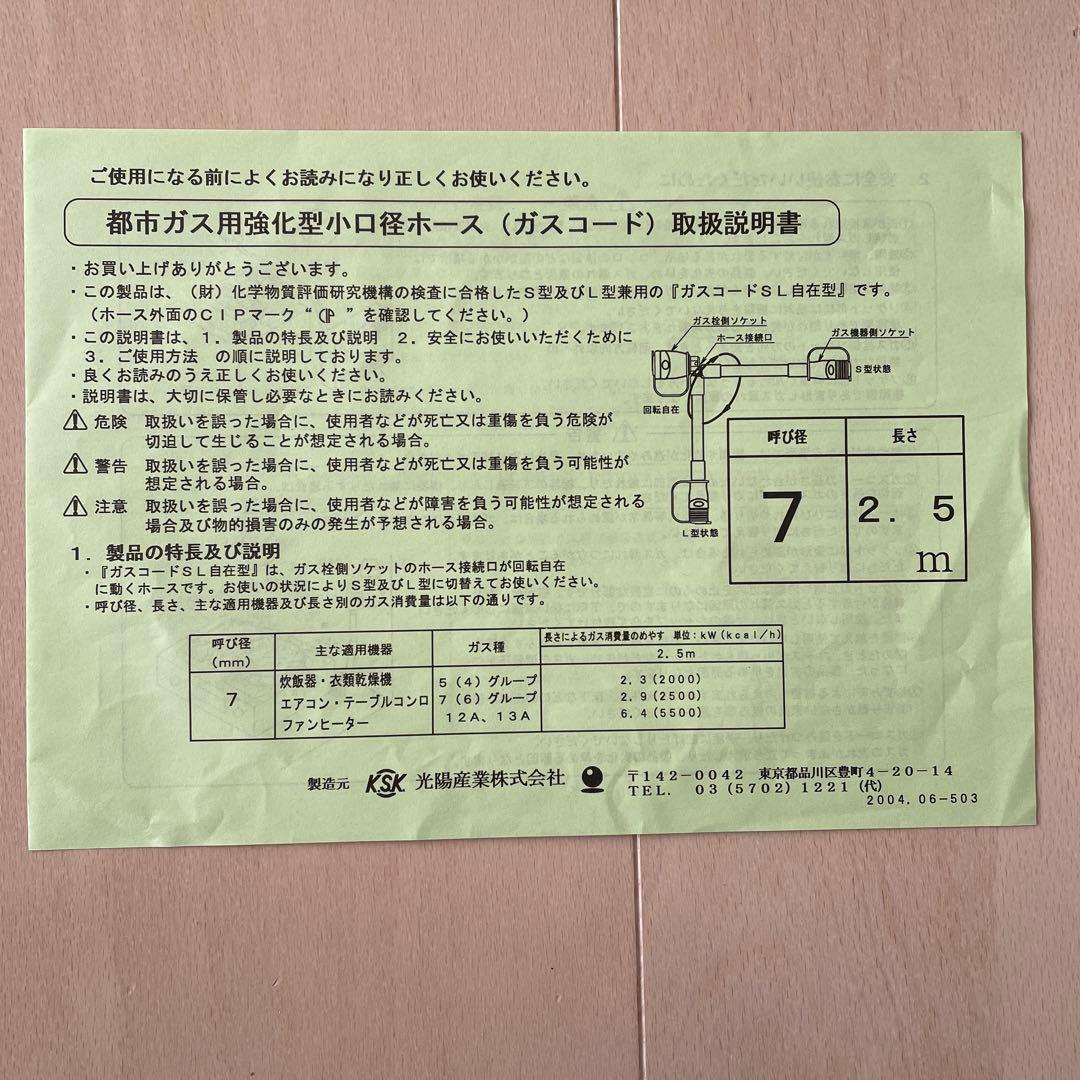 ご使用になる前によくお読みになり正しくお使いください。
都市ガス用強化型小口径ホース（ガスコード）取扱説明書
・お買い上げありがとうございます。
・この製品は、（財）化学物質評価研究機構の検査に合格したＳ型及びＬ型兼用の『ガスコードＳＬ自在型』です。
（ホース外面のＣＩＰマーク“ ”を確認してください。）
・この説明書は、１．製品の特長及び説明　２．安全にお使いいただくために
３．ご使用方法　の順に説明しております。
・良くお読みのうえ正しくお使いください。
・説明書は、大切に保管し必要なときにお読みください。
危険　取扱いを誤った場合に、使用者などが死亡又は重傷を負う危険が
切迫して生じることが想定される場合。
警告　取扱いを誤った場合に、使用者などが死亡又は重傷を負う可能性が
想定される場合。
注意　取扱いを誤った場合に、使用者などが障害を負う可能性が想定される
場合及び物的損害のみの発生が予想される場合。
ガス栓側ソケット
ホース接続口
ガス機器側ソケット
Ｓ型状態
回転自在
Ｌ型状態
呼び径　長さ
７　２．５
ｍ
１．製品の特長及び説明
・『ガスコードＳＬ自在型』は、ガス栓側ソケットのホース接続口が回転自在
に動くホースです。お使いの状況によりＳ型及びＬ型に切替えてお使いください。
・呼び径、長さ、主な適用機器及び長さ別のガス消費量は以下の通りです。
呼び径（mm）　主な適用機器　ガス種　長さによるガス消費量のめやす　単位：kW（kcal/h）
２．５m
７　炊飯器・衣類乾燥機　５（４）グループ　２．３（2000）
エアコン・テーブルコンロ　７（６）グループ　２．９（2500）
ファンヒーター　１２Ａ、１３Ａ　６．４（5500）
製造元　KSK　光陽産業株式会社　〒１４２－００４２　東京都品川区豊町４－２０－１４
ＴＥＬ．　０３（５７０２）１２２１（代）
２００４．０６－５０３